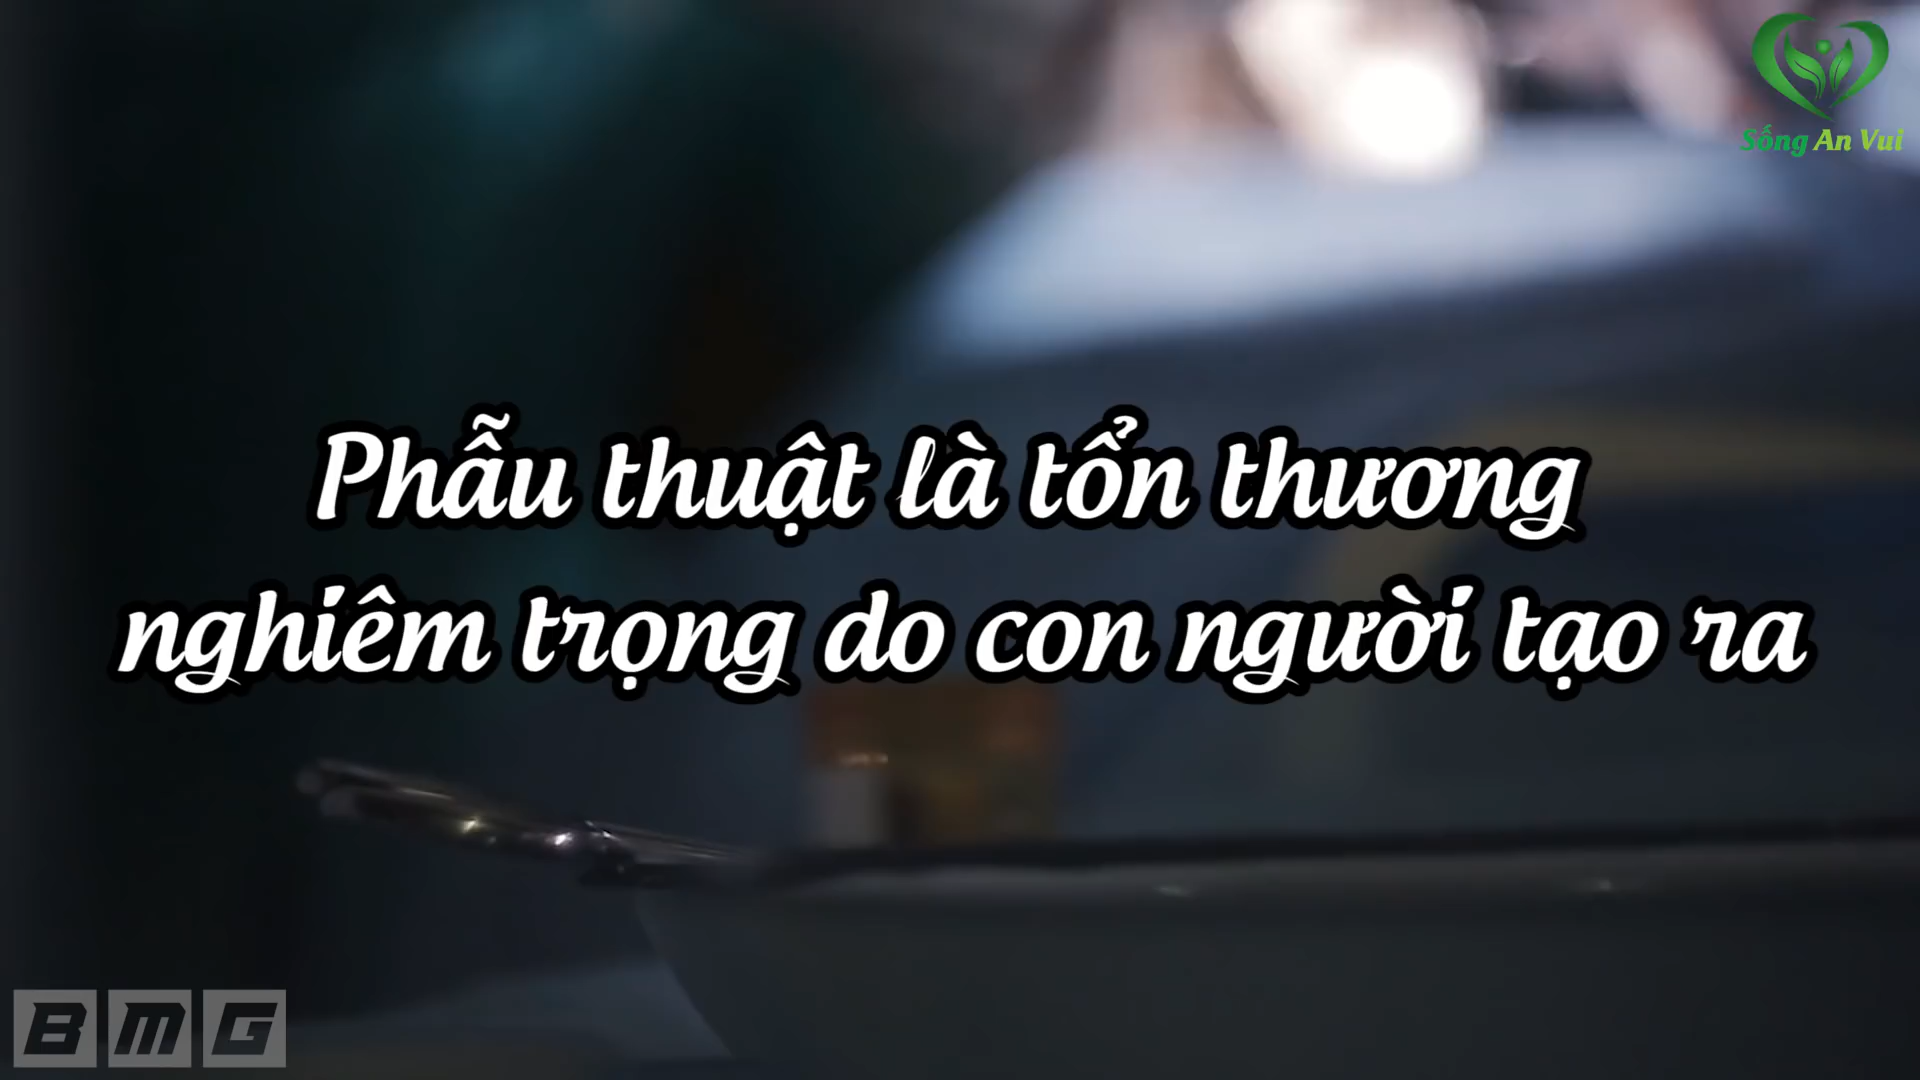 Sống An Vui
Phẫu thuật là tổn thương
nghiêm trọng do con người tạo ra
BMG